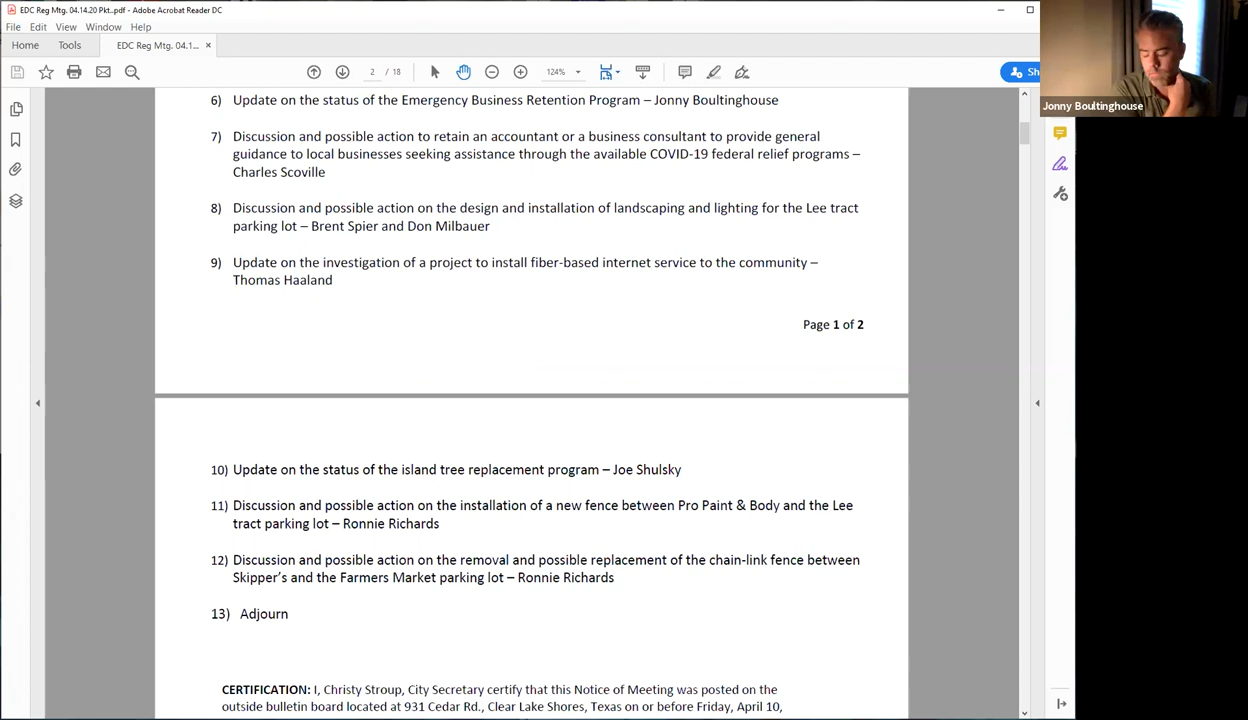 EDC Reg Mtg. 04.14.20 Pkt..pdf - Adobe Acrobat Reader DC
File Edit View Window Help
Home Tools EDC Reg Mtg. 04.1... ×
2 / 18 124% Sh
Jonny Boultinghouse
6) Update on the status of the Emergency Business Retention Program – Jonny Boultinghouse
7) Discussion and possible action to retain an accountant or a business consultant to provide general
guidance to local businesses seeking assistance through the available COVID-19 federal relief programs –
Charles Scoville
8) Discussion and possible action on the design and installation of landscaping and lighting for the Lee tract
parking lot – Brent Spier and Don Milbauer
9) Update on the investigation of a project to install fiber-based internet service to the community –
Thomas Haaland
Page 1 of 2
10) Update on the status of the island tree replacement program – Joe Shulsky
11) Discussion and possible action on the installation of a new fence between Pro Paint & Body and the Lee
tract parking lot – Ronnie Richards
12) Discussion and possible action on the removal and possible replacement of the chain-link fence between
Skipper's and the Farmers Market parking lot – Ronnie Richards
13) Adjourn
CERTIFICATION: I, Christy Stroup, City Secretary certify that this Notice of Meeting was posted on the
outside bulletin board located at 931 Cedar Rd., Clear Lake Shores, Texas on or before Friday, April 10,